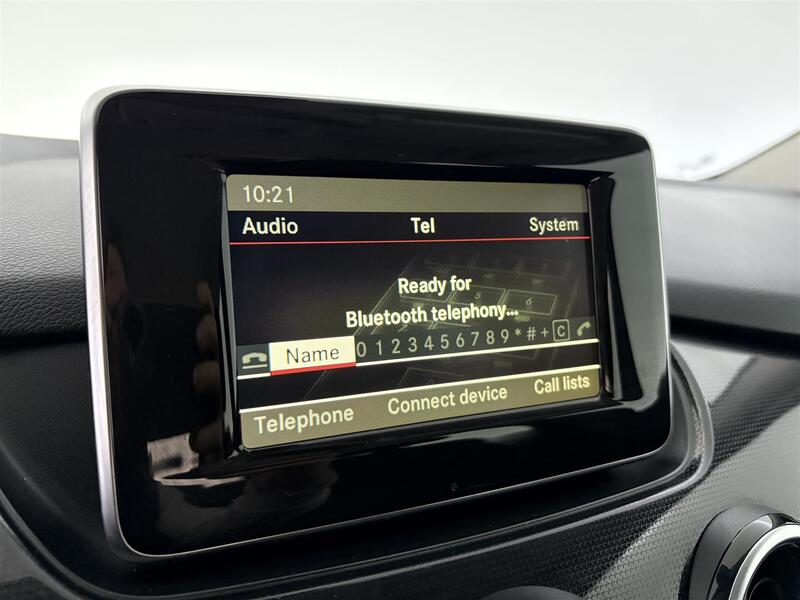 10:21
Audio Tel System
Ready for
Bluetooth telephony...
Name 0 1 2 3 4 5 6 7 8 9 * # + C
Telephone Connect device Call lists